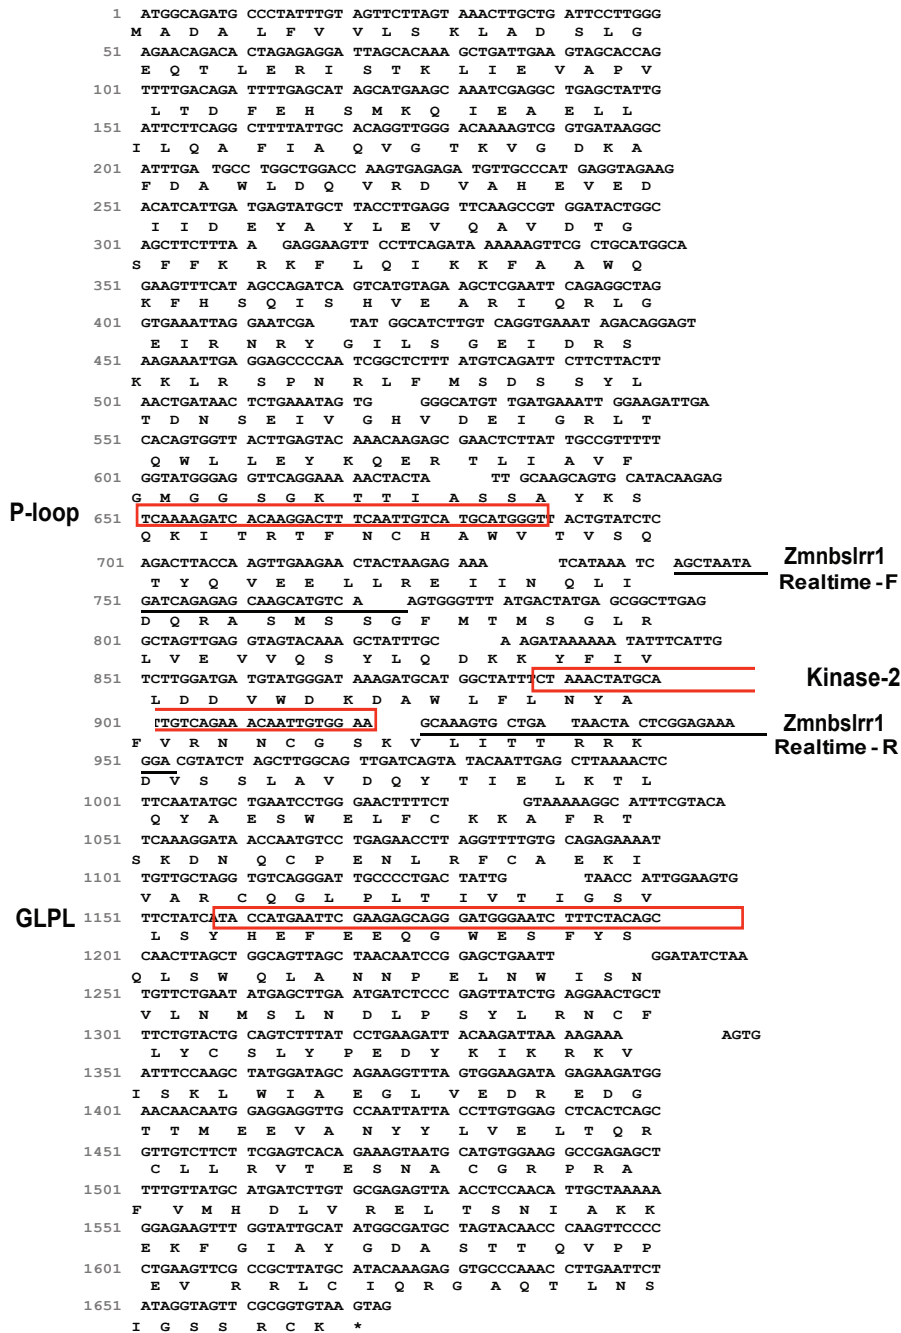 1 ATGGCAGATG CCCTATTTGT AGTTCTTAGT AAACTTGCTG ATTCCTTGGG
M A D A L F V V L S K L A D S L G
51 AGAACAGACA CTAGAGAGGA TTAGCACAAA GCTGATTGAA GTAGCACCAG
E Q T L E R I S T K L I E V A P V
101 TTTTGACAGA TTTTGAGCAT AGCATGAAGC AAATCGAGGC TGAGCTATTG
L T D F E H S M K Q I E A E L L
151 ATTCTTCAGG CTTTTATTGC ACAGGTTGGG ACAAAAGTCG GTGATAAGGC
I L Q A F I A Q V G T K V G D K A
201 ATTTGA TGCC TGGCTGGACC AAGTGAGAGA TGTTGCCCAT GAGGTAGAAG
F D A W L D Q V R D V A H E V E D
251 ACATCATTGA TGAGTATGCT TACCTTGAGG TTCAAGCCGT GGATACTGGC
I I D E Y A Y L E V Q A V D T G
301 AGCTTCTTTA A GAGGAAGTT CCTTCAGATA AAAAAGTTCG CTGCATGGCA
S F F K R K F L Q I K K F A A W Q
351 GAAGTTTCAT AGCCAGATCA GTCATGTAGA AGCTCGAATT CAGAGGCTAG
K F H S Q I S H V E A R I Q R L G
401 GTGAAATTAG GAATCGA TAT GGCATCTTGT CAGGTGAAAT AGACAGGAGT
E I R N R Y G I L S G E I D R S
451 AAGAAATTGA GGAGCCCCAA TCGGCTCTTT ATGTCAGATT CTTCTTACTT
K K L R S P N R L F M S D S S Y L
501 AACTGATAAC TCTGAAATAG TG GGGCATGT TGATGAAATT GGAAGATTGA
T D N S E I V G H V D E I G R L T
551 CACAGTGGTT ACTTGAGTAC AAACAAGAGC GAACTCTTAT TGCCGTTTTT
Q W L L E Y K Q E R T L I A V F
601 GGTATGGGAG GTTCAGGAAA AACTACTA TT GCAAGCAGTG CATACAAGAG
G M G G S G K T T I A S S A Y K S
P-loop
651 TCAAAAGATC ACAAGGACTT TCAATTGTCA TGCATGGGTT ACTGTATCTC
Q K I T R T F N C H A W V T V S Q
701 AGACTTACCA AGTTGAAGAA CTACTAAGAG AAA TCATAAA TC AGCTAATA
Zmnbslrr1
Realtime -F
T Y Q V E E L L R E I I N Q L I
751 GATCAGAGAG CAAGCATGTC A AGTGGGTTT ATGACTATGA GCGGCTTGAG
D Q R A S M S S G F M T M S G L R
801 GCTAGTTGAG GTAGTACAAA GCTATTTGC A AGATAAAAAA TATTTCATTG
L V E V V Q S Y L Q D K K Y F I V
851 TCTTGGATGA TGTATGGGAT AAAGATGCAT GGCTATTTCT AAACTATGCA
Kinase-2
L D D V W D K D A W L F L N Y A
901 TTGTCAGAAA ACAATTGTGG AA GCAAAGTG CTGA TAACTA CTCGGAGAAA
Zmnbslrr1
Realtime - R
F V R N N C G S K V L I T T R R K
951 GGA CGTATCT AGCTTGGCAG TTGATCAGTA TACAATTGAG CTTAAAACTC
D V S S L A V D Q Y T I E L K T L
1001 TTCAATATGC TGAATCCTGG GAACTTTTCT GTAAAAAGGC ATTTCGTACA
Q Y A E S W E L F C K K A F R T
1051 TCAAAGGATA ACCAATGTCC TGAGAACCTT AGGTTTTGTG CAGAGAAAAT
S K D N Q C P E N L R F C A E K I
1101 TGTTGCTAGG TGTCAGGGAT TGCCCCTGAC TATTG TAACC ATTGGAAGTG
V A R C Q G L P L T I V T I G S V
GLPL
1151 TTTCTATCATA CCATGAATTCG AAGAGCAGGG ATGGGAATC TTTCTACAGC
L S Y H E F E E Q G W E S F Y S
1201 CAACTTAGCT GGCAGTTAGC TAACAATCCG GAGCTGAATT GGATATCTAA
Q L S W Q L A N N P E L N W I S N
1251 TGTTCTGAAT ATGAGCTTGA ATGATCTCCC GAGTTATCTG AGGAACTGCT
V L N M S L N D L P S Y L R N C F
1301 TTCTGTACTG CAGTCTTTAT CCTGAAGATT ACAAGATTAA AAGAAA AGTG
L Y C S L Y P E D Y K I K R K V
1351 ATTTCCAAGC TATGGATAGC AGAAGGTTTA GTGGAAGATA GAGAAGATGG
I S K L W I A E G L V E D R E D G
1401 AACAACAATG GAGGAGGTTG CCAATTATTA CCTTGTGGAG CTCACTCAGC
T T M E E V A N Y Y L V E L T Q R
1451 GTTGTCTTCT TCGAGTCACA GAAAGTAATG CATGTGGAAG GCCGAGAGCT
C L L R V T E S N A C G R P R A
1501 TTTGTTATGC ATGATCTTGT GCGAGAGTTA ACCTCCAACA TTGCTAAAAA
F V M H D L V R E L T S N I A K K
1551 GGAGAAGTTT GGTATTGCAT ATGGCGATGC TAGTACAACC CAAGTTCCCC
E K F G I A Y G D A S T T Q V P P
1601 CTGAAGTTCG CCGCTTATGC ATACAAAGAG GTGCCCAAAC CCTTGAATTCT
E V R R L C I Q R G A Q T L N S
1651 ATAGGTAGTT CGCGGTGTAA GTAG
I G S S R C K *